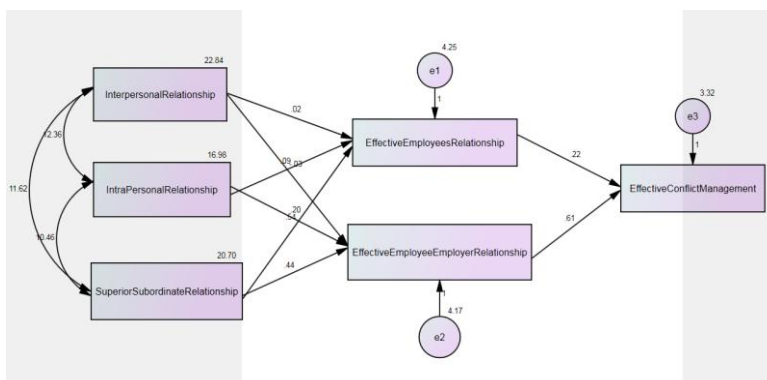 4.25
22.84
e1
3.32
1
InterpersonalRelationship
.02
e3
12.36
EffectiveEmployeesRelationship
1
16.98
.09
.03
.22
11.62
IntraPersonalRelationship
EffectiveConflictManagement
.20
.54
10.46
20.70
EffectiveEmployeeEmployerRelationship
.61
.44
SuperiorSubordinateRelationship
1
4.17
e2